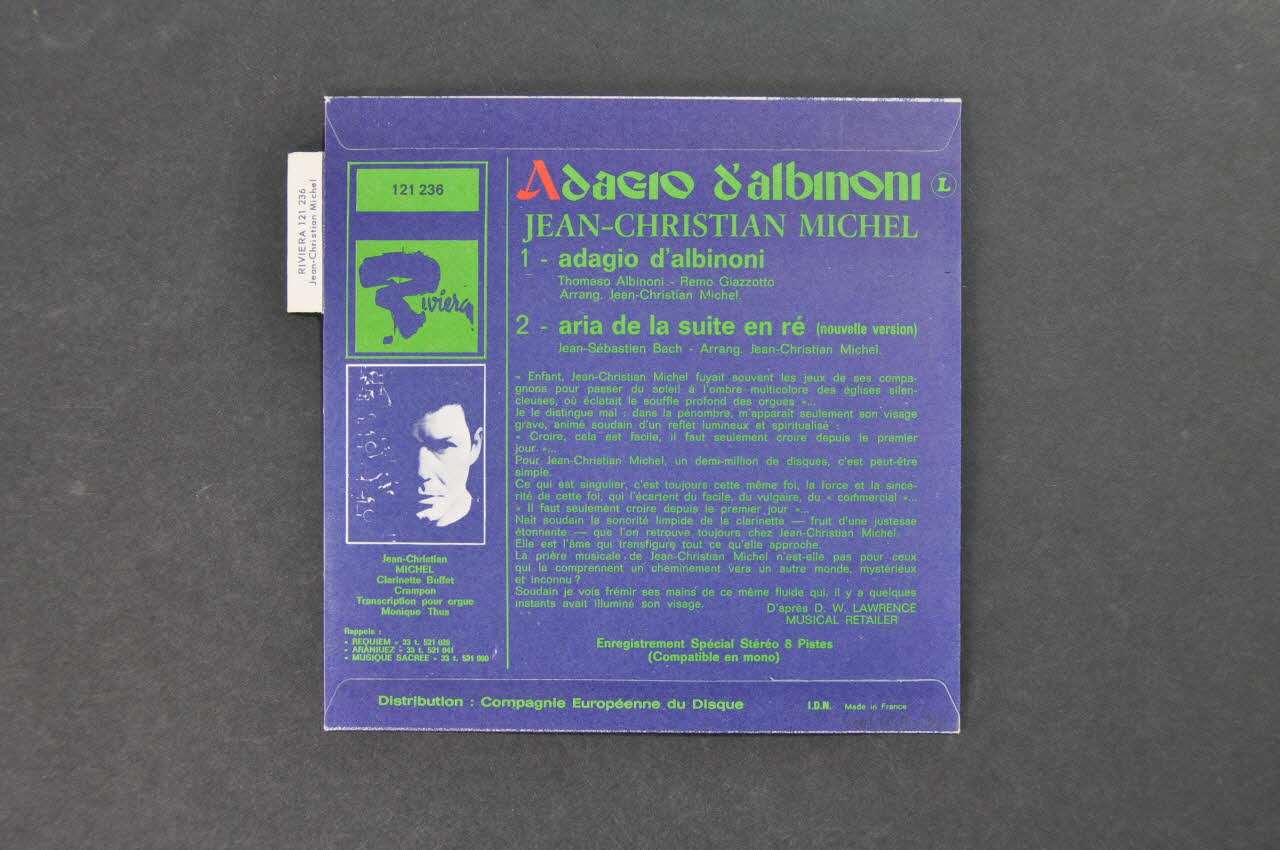 RIVIERA 121 236
Jean-Christian Michel
121 236
Riviera
Adagio d'albinoni L
JEAN-CHRISTIAN MICHEL
1 - adagio d'albinoni
Thomaso Albinoni - Remo Giazzotto
Arrang. Jean-Christian Michel.
2 - aria de la suite en ré (nouvelle version)
Jean-Sébastien Bach - Arrang. Jean-Christian Michel.
« Enfant, Jean-Christian Michel fuyait souvent les jeux de ses compa-
gnons pour passer du soleil à l'ombre multicolore des églises silen-
cieuses, où éclatait le souffle profond des orgues »...
Je le distingue mal : dans la pénombre, m'apparaît seulement son visage
grave, animé soudain d'un reflet lumineux et spiritualisé :
« Croire, cela est facile, il faut seulement croire depuis le premier
jour »...
Pour Jean-Christian Michel, un demi-million de disques, c'est peut-être
simple.
Ce qui est singulier, c'est toujours cette même foi, la force et la sincé-
rité de cette foi, qui l'écartent du facile, du vulgaire, du « commercial »...
« Il faut seulement croire depuis le premier jour »...
Naît soudain la sonorité limpide de la clarinette — fruit d'une justesse
étonnante — que l'on retrouve toujours chez Jean-Christian Michel.
Elle est l'âme qui transfigure tout ce qu'elle approche.
La prière musicale de Jean-Christian Michel n'est-elle pas pour ceux
qui la comprennent un cheminement vers un autre monde, mystérieux
et inconnu ?
Soudain je vois frémir ses mains de ce même fluide qui, il y a quelques
instants avait illuminé son visage.
D'après D. W. LAWRENCE
MUSICAL RETAILER
Enregistrement Spécial Stéréo 8 Pistes
(Compatible en mono)
Jean-Christian
MICHEL
Clarinette Buffet
Crampon
Transcription pour orgue
Monique Thus
Rappels :
- REQUIEM - 33 t. 521 028
- ARANJUEZ - 33 t. 521 041
- MUSIQUE SACREE - 33 t. 521 000
Distribution : Compagnie Européenne du Disque
I.D.N. Made in France